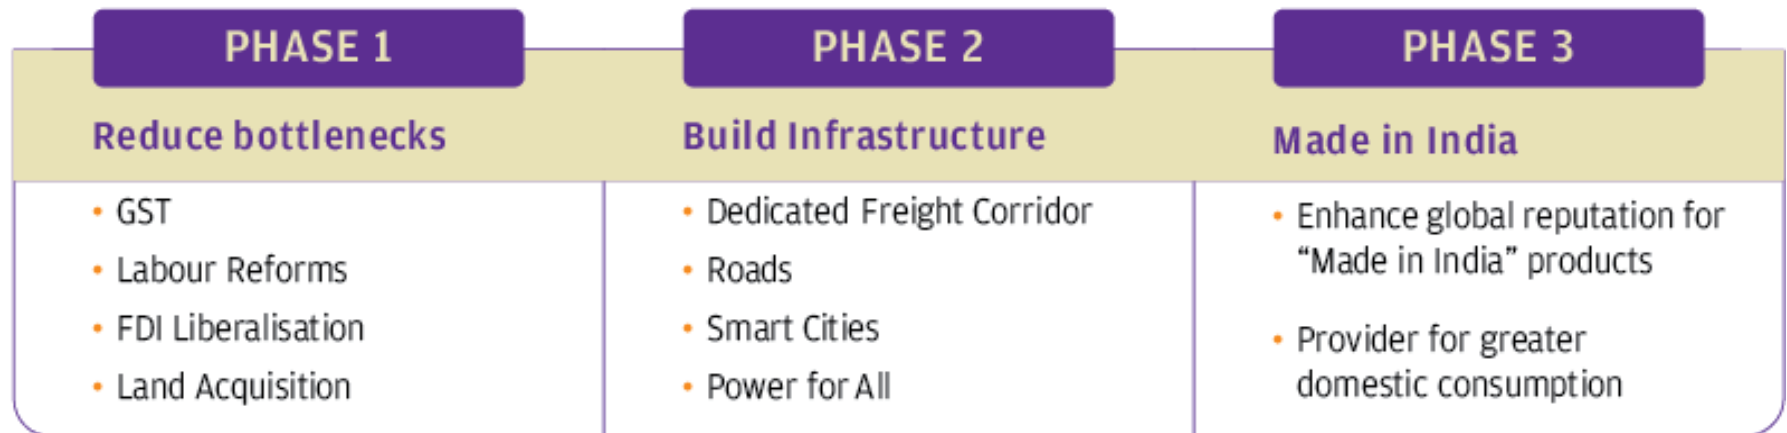 PHASE 1
Reduce bottlenecks
• GST
• Labour Reforms
• FDI Liberalisation
• Land Acquisition
PHASE 2
Build Infrastructure
• Dedicated Freight Corridor
• Roads
• Smart Cities
• Power for All
PHASE 3
Made in India
• Enhance global reputation for
“Made in India” products
• Provider for greater
domestic consumption